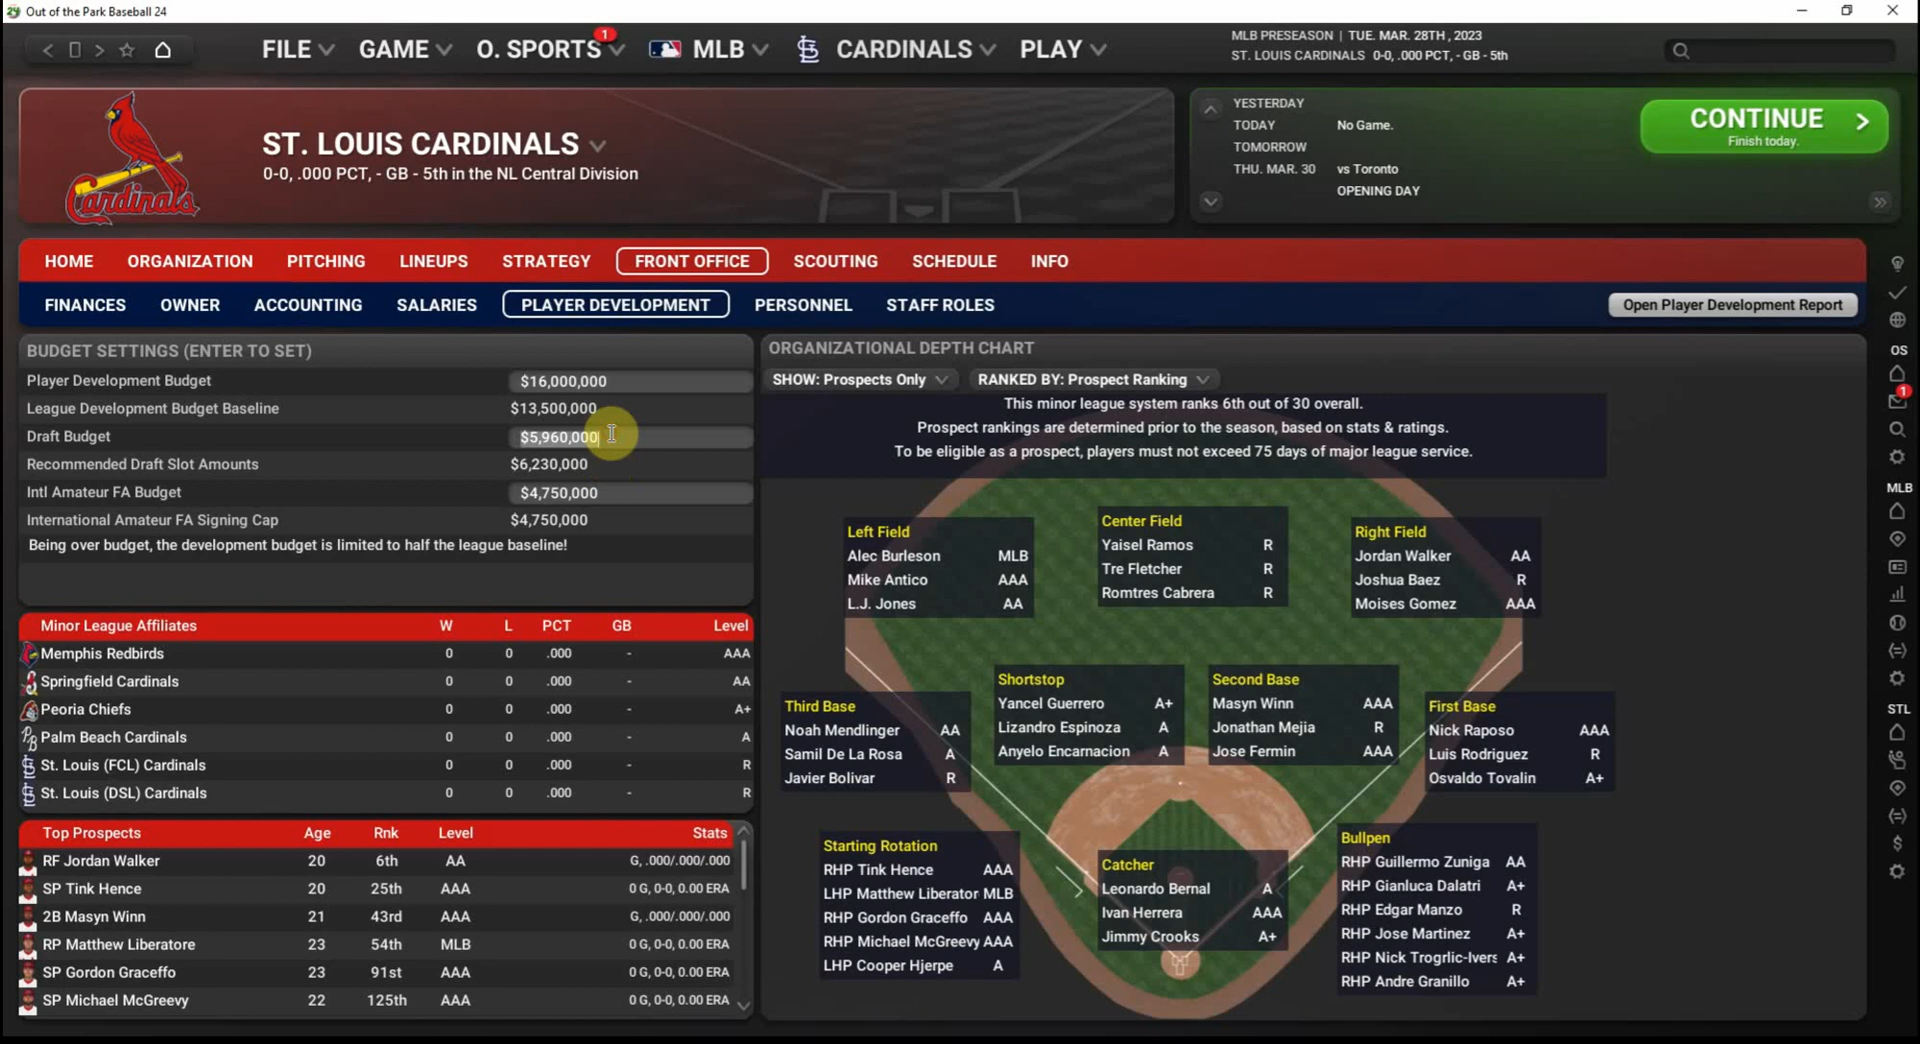 Out of the Park Baseball 24
FILE GAME O. SPORTS 1 MLB CARDINALS PLAY
MLB PRESEASON | TUE. MAR. 28TH, 2023
ST. LOUIS CARDINALS 0-0, .000 PCT, - GB - 5th
Cardinals
ST. LOUIS CARDINALS
0-0, .000 PCT, - GB - 5th in the NL Central Division
YESTERDAY
TODAY No Game.
TOMORROW
THU. MAR. 30 vs Toronto
OPENING DAY
CONTINUE
Finish today.
HOME ORGANIZATION PITCHING LINEUPS STRATEGY FRONT OFFICE SCOUTING SCHEDULE INFO
FINANCES OWNER ACCOUNTING SALARIES PLAYER DEVELOPMENT PERSONNEL STAFF ROLES Open Player Development Report
BUDGET SETTINGS (ENTER TO SET)
Player Development Budget $16,000,000
League Development Budget Baseline $13,500,000
Draft Budget $5,960,000
Recommended Draft Slot Amounts $6,230,000
Intl Amateur FA Budget $4,750,000
International Amateur FA Signing Cap $4,750,000
Being over budget, the development budget is limited to half the league baseline!
Minor League Affiliates W L PCT GB Level
Memphis Redbirds 0 0 .000 - AAA
Springfield Cardinals 0 0 .000 - AA
Peoria Chiefs 0 0 .000 - A+
Palm Beach Cardinals 0 0 .000 - A
St. Louis (FCL) Cardinals 0 0 .000 - R
St. Louis (DSL) Cardinals 0 0 .000 - R
Top Prospects Age Rnk Level Stats
RF Jordan Walker 20 6th AA G, .000/.000/.000
SP Tink Hence 20 25th AAA 0 G, 0-0, 0.00 ERA
2B Masyn Winn 21 43rd AAA G, .000/.000/.000
RP Matthew Liberatore 23 54th MLB 0 G, 0-0, 0.00 ERA
SP Gordon Graceffo 23 91st AAA 0 G, 0-0, 0.00 ERA
SP Michael McGreevy 22 125th AAA 0 G, 0-0, 0.00 ERA
ORGANIZATIONAL DEPTH CHART
SHOW: Prospects Only RANKED BY: Prospect Ranking
This minor league system ranks 6th out of 30 overall.
Prospect rankings are determined prior to the season, based on stats & ratings.
To be eligible as a prospect, players must not exceed 75 days of major league service.
Left Field
Alec Burleson MLB
Mike Antico AAA
L.J. Jones AA
Center Field
Yaisel Ramos R
Tre Fletcher R
Romtres Cabrera R
Right Field
Jordan Walker AA
Joshua Baez R
Moises Gomez AAA
Third Base
Noah Mendlinger AA
Samil De La Rosa A
Javier Bolivar R
Shortstop
Yancel Guerrero A+
Lizandro Espinoza A
Anyelo Encarnacion A
Second Base
Masyn Winn AAA
Jonathan Mejia R
Jose Fermin AAA
First Base
Nick Raposo AAA
Luis Rodriguez R
Osvaldo Tovalin A+
Starting Rotation
RHP Tink Hence AAA
LHP Matthew Liberator MLB
RHP Gordon Graceffo AAA
RHP Michael McGreevy AAA
LHP Cooper Hjerpe A
Catcher
Leonardo Bernal A
Ivan Herrera AAA
Jimmy Crooks A+
Bullpen
RHP Guillermo Zuniga AA
RHP Gianluca Dalatri A+
RHP Edgar Manzo R
RHP Jose Martinez A+
RHP Nick Trogrlic-Ivers A+
RHP Andre Granillo A+
OS
1
MLB
STL